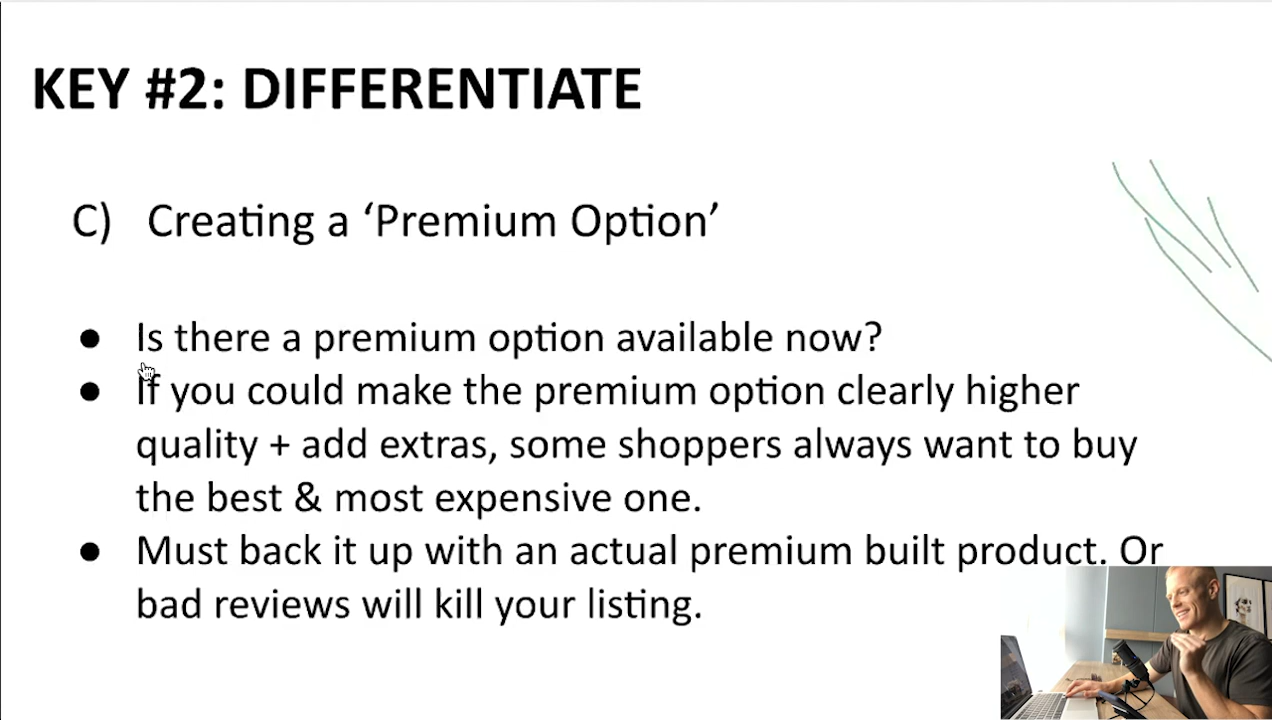 KEY #2: DIFFERENTIATE
C) Creating a ‘Premium Option’
● Is there a premium option available now?
● If you could make the premium option clearly higher
quality + add extras, some shoppers always want to buy
the best & most expensive one.
● Must back it up with an actual premium built product. Or
bad reviews will kill your listing.